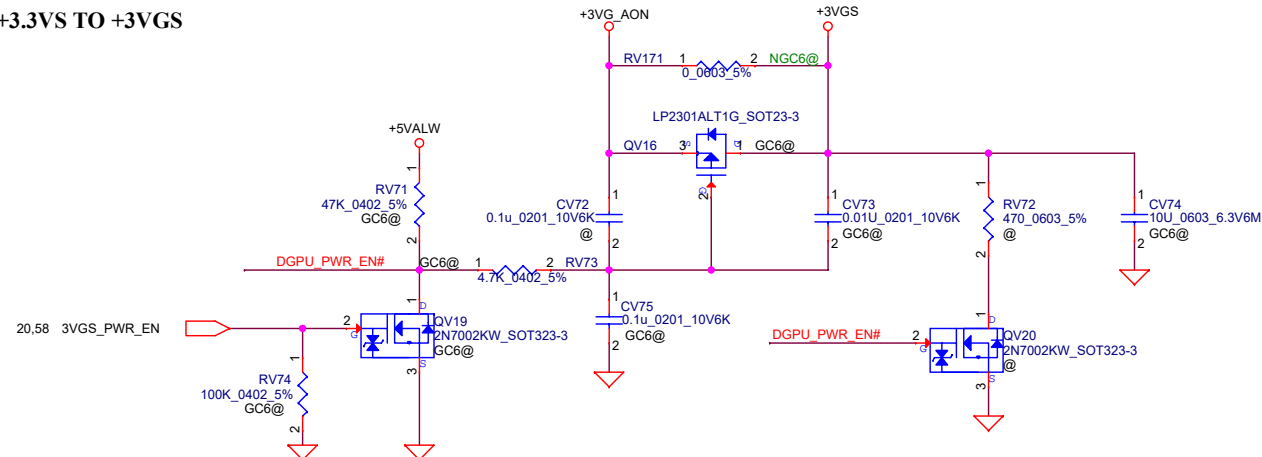 +3.3VS TO +3VGS
+3VG_AON
+3VGS
RV171 1 2 NGC6@
0_0603_5%
LP2301ALT1G_SOT23-3
+5VALW
QV16 3 S D 1 GC6@
G
2
1
RV71
47K_0402_5%
GC6@
2
1
CV72
0.1u_0201_10V6K
@
2
1
CV73
0.01U_0201_10V6K
GC6@
2
1
RV72
470_0603_5%
@
2
1
CV74
10U_0603_6.3V6M
GC6@
2
DGPU_PWR_EN# GC6@ 1 2 RV73
4.7K_0402_5%
1
CV75
0.1u_0201_10V6K
GC6@
2
20,58 3VGS_PWR_EN
2
G
1
D
QV19
2N7002KW_SOT323-3
GC6@
S
3
1
RV74
100K_0402_5%
GC6@
2
DGPU_PWR_EN# 2
G
1
D
QV20
2N7002KW_SOT323-3
@
S
3